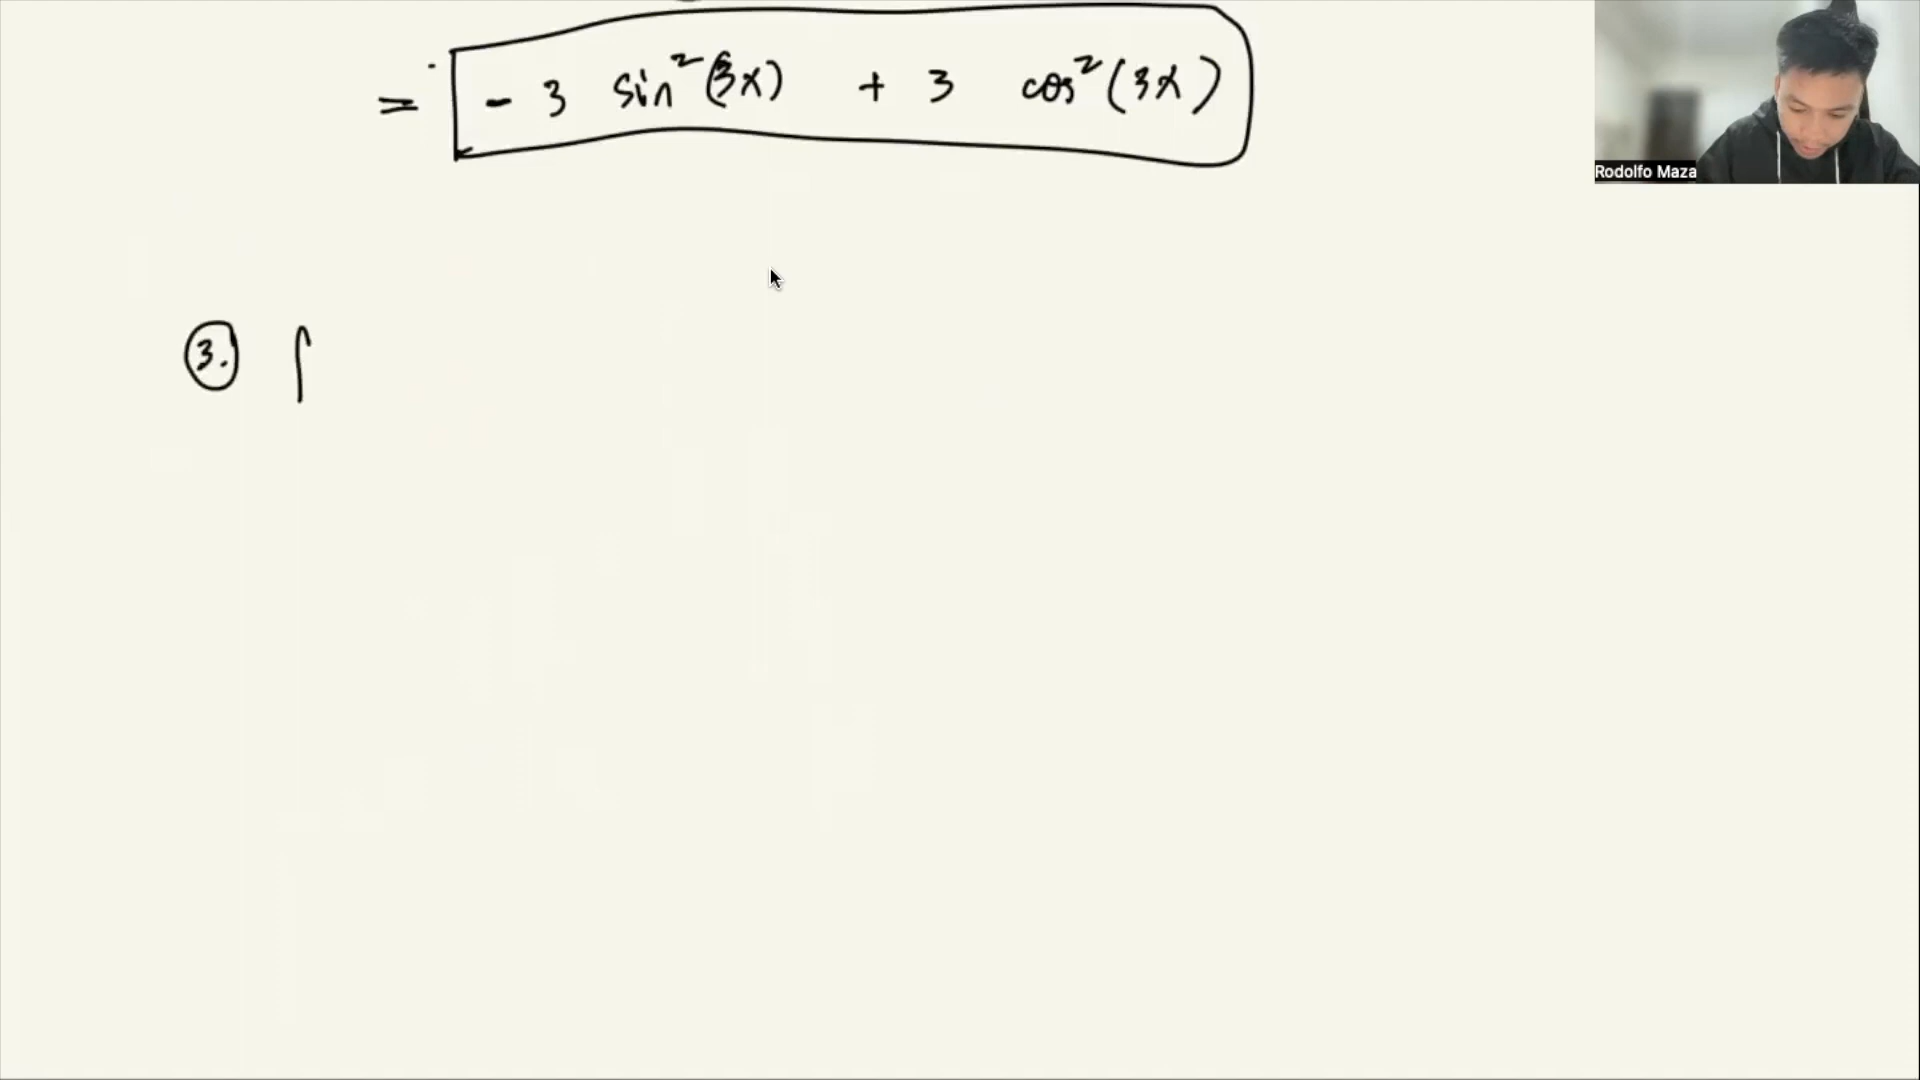 = - 3 sin²(3x) + 3 cos²(3x)
Rodolfo Maza
3.